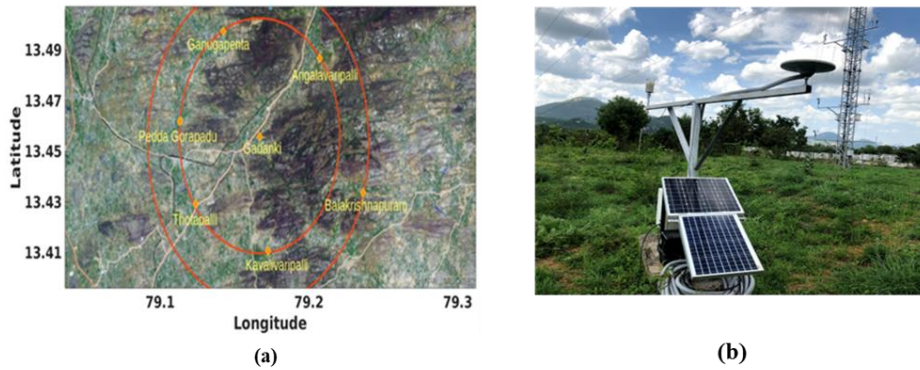 13.49
13.47
13.45
13.43
13.41
Latitude
Ganugapenta
Angalavaripalli
Pedda Gorapadu
Gadanki
Balakrishnapuram
Thotapalli
Kavalivaripalli
79.1
79.2
79.3
Longitude
(a)
(b)